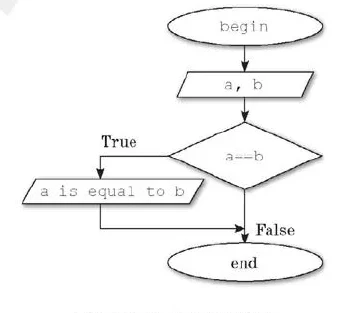 begin
a, b
True
a==b
a is equal to b
False
end